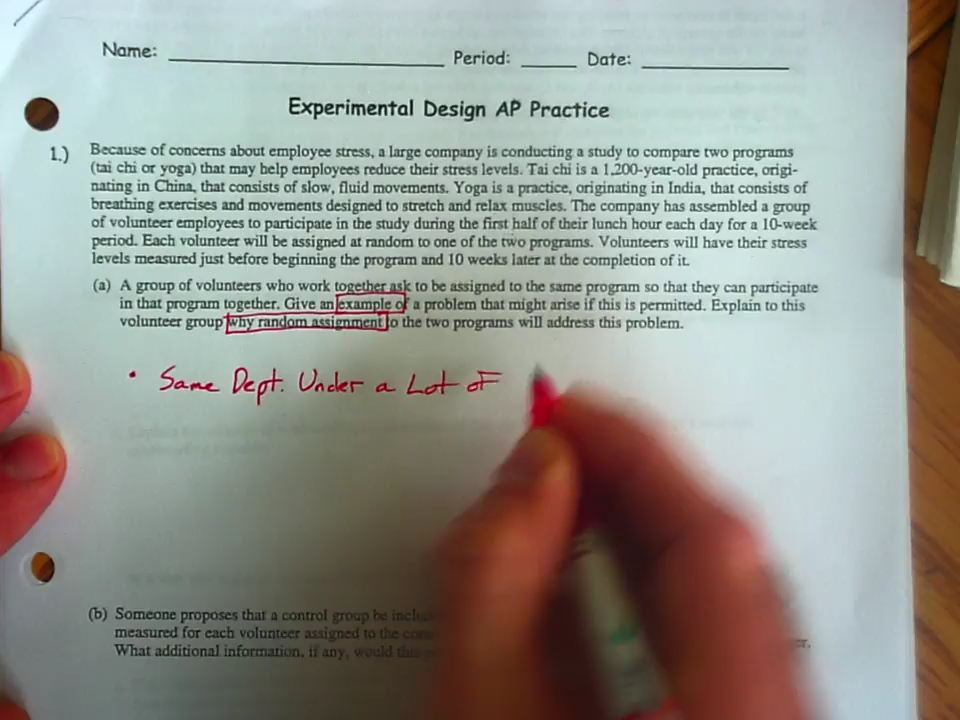 Name: Period: Date:
Experimental Design AP Practice
1.) Because of concerns about employee stress, a large company is conducting a study to compare two programs
(tai chi or yoga) that may help employees reduce their stress levels. Tai chi is a 1,200-year-old practice, origi-
nating in China, that consists of slow, fluid movements. Yoga is a practice, originating in India, that consists of
breathing exercises and movements designed to stretch and relax muscles. The company has assembled a group
of volunteer employees to participate in the study during the first half of their lunch hour each day for a 10-week
period. Each volunteer will be assigned at random to one of the two programs. Volunteers will have their stress
levels measured just before beginning the program and 10 weeks later at the completion of it.
(a) A group of volunteers who work together ask to be assigned to the same program so that they can participate
in that program together. Give an example of a problem that might arise if this is permitted. Explain to this
volunteer group why random assignment to the two programs will address this problem.
• Same Dept. Under a Lot of
(b) Someone proposes that a control group be
measured for each volunteer assigned to the
What additional information, if any, would